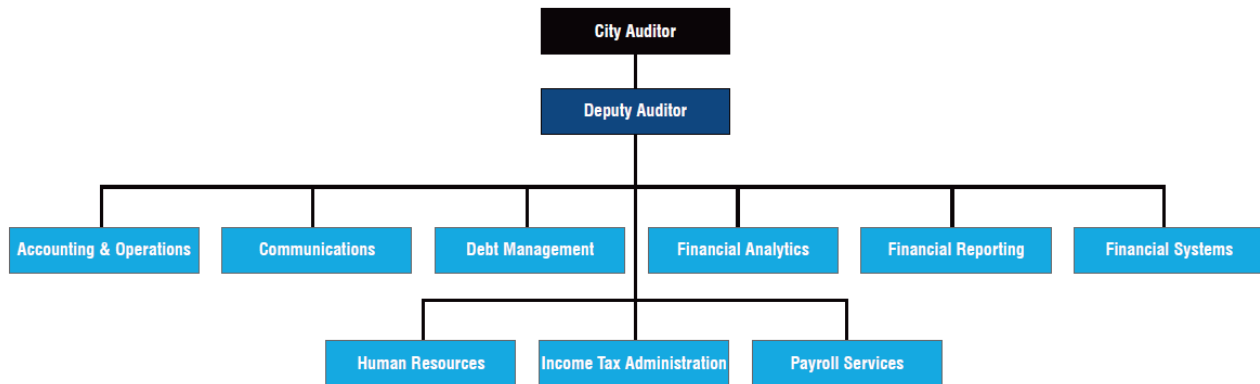 City Auditor
Deputy Auditor
Accounting & Operations
Communications
Debt Management
Financial Analytics
Financial Reporting
Financial Systems
Human Resources
Income Tax Administration
Payroll Services